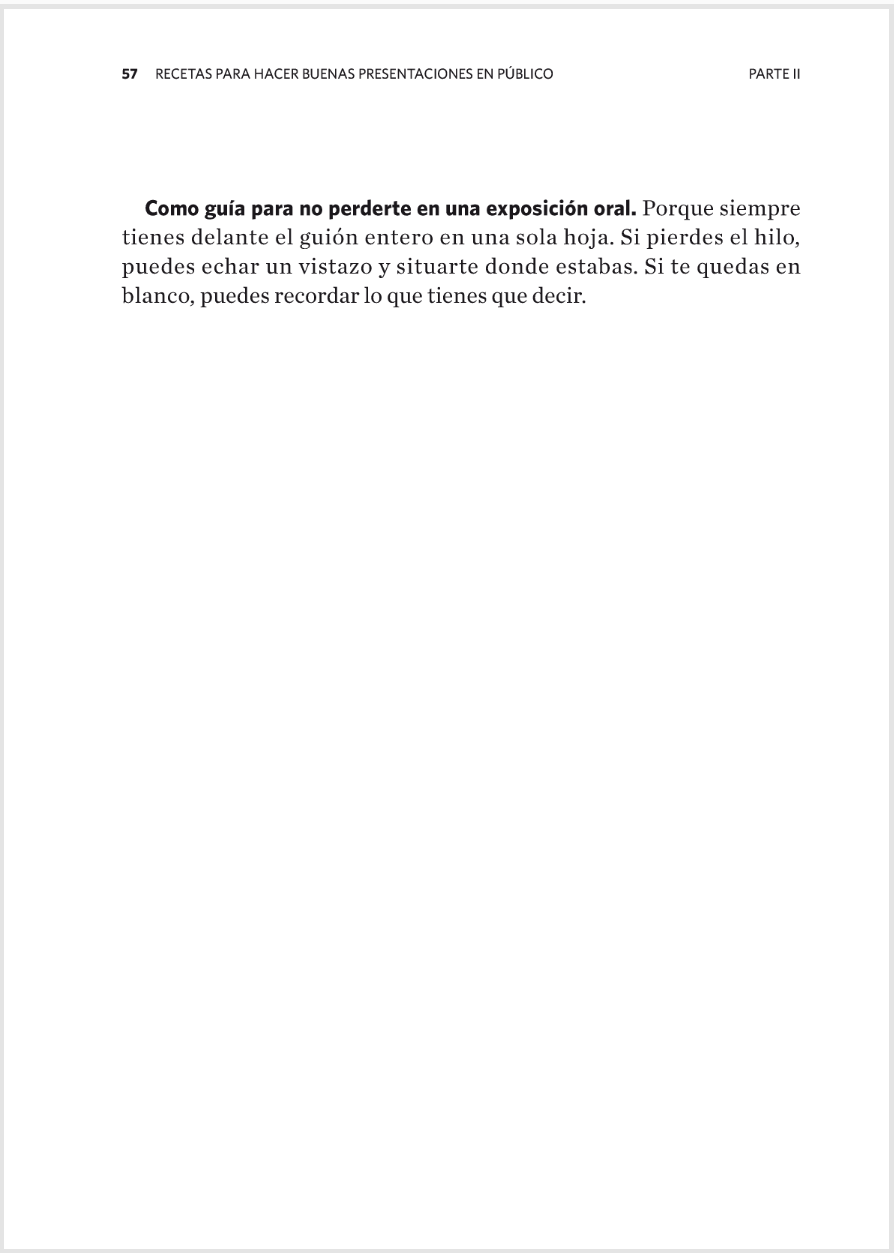 57 RECETAS PARA HACER BUENAS PRESENTACIONES EN PÚBLICO PARTE II
Como guía para no perderte en una exposición oral. Porque siempre
tienes delante el guión entero en una sola hoja. Si pierdes el hilo,
puedes echar un vistazo y situarte donde estabas. Si te quedas en
blanco, puedes recordar lo que tienes que decir.